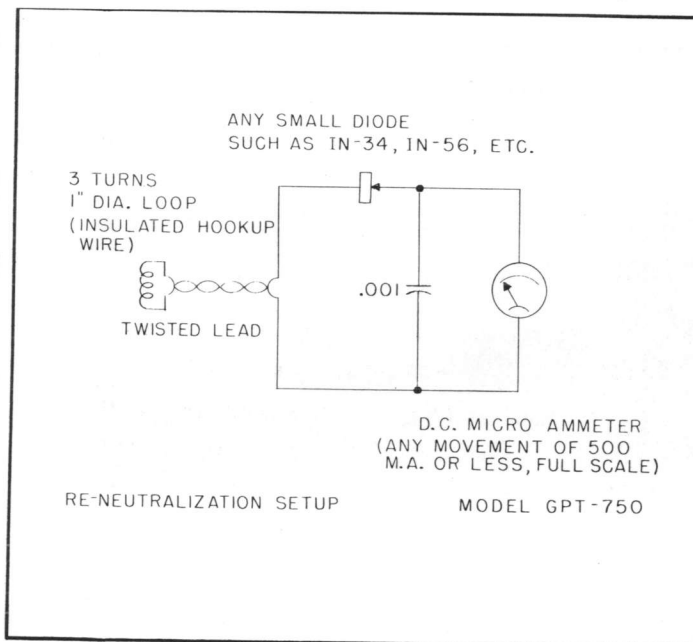 ANY SMALL DIODE
SUCH AS IN-34, IN-56, ETC.
3 TURNS
1" DIA. LOOP
(INSULATED HOOKUP
WIRE)
.001
TWISTED LEAD
D.C. MICRO AMMETER
(ANY MOVEMENT OF 500
M.A. OR LESS, FULL SCALE)
RE-NEUTRALIZATION SETUP
MODEL GPT-750